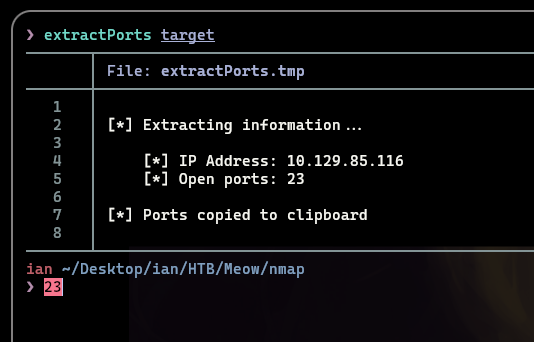 ❯ extractPorts target
File: extractPorts.tmp
1
2 [*] Extracting information...
3
4 [*] IP Address: 10.129.85.116
5 [*] Open ports: 23
6
7 [*] Ports copied to clipboard
8
ian ~/Desktop/ian/HTB/Meow/nmap
❯ 23